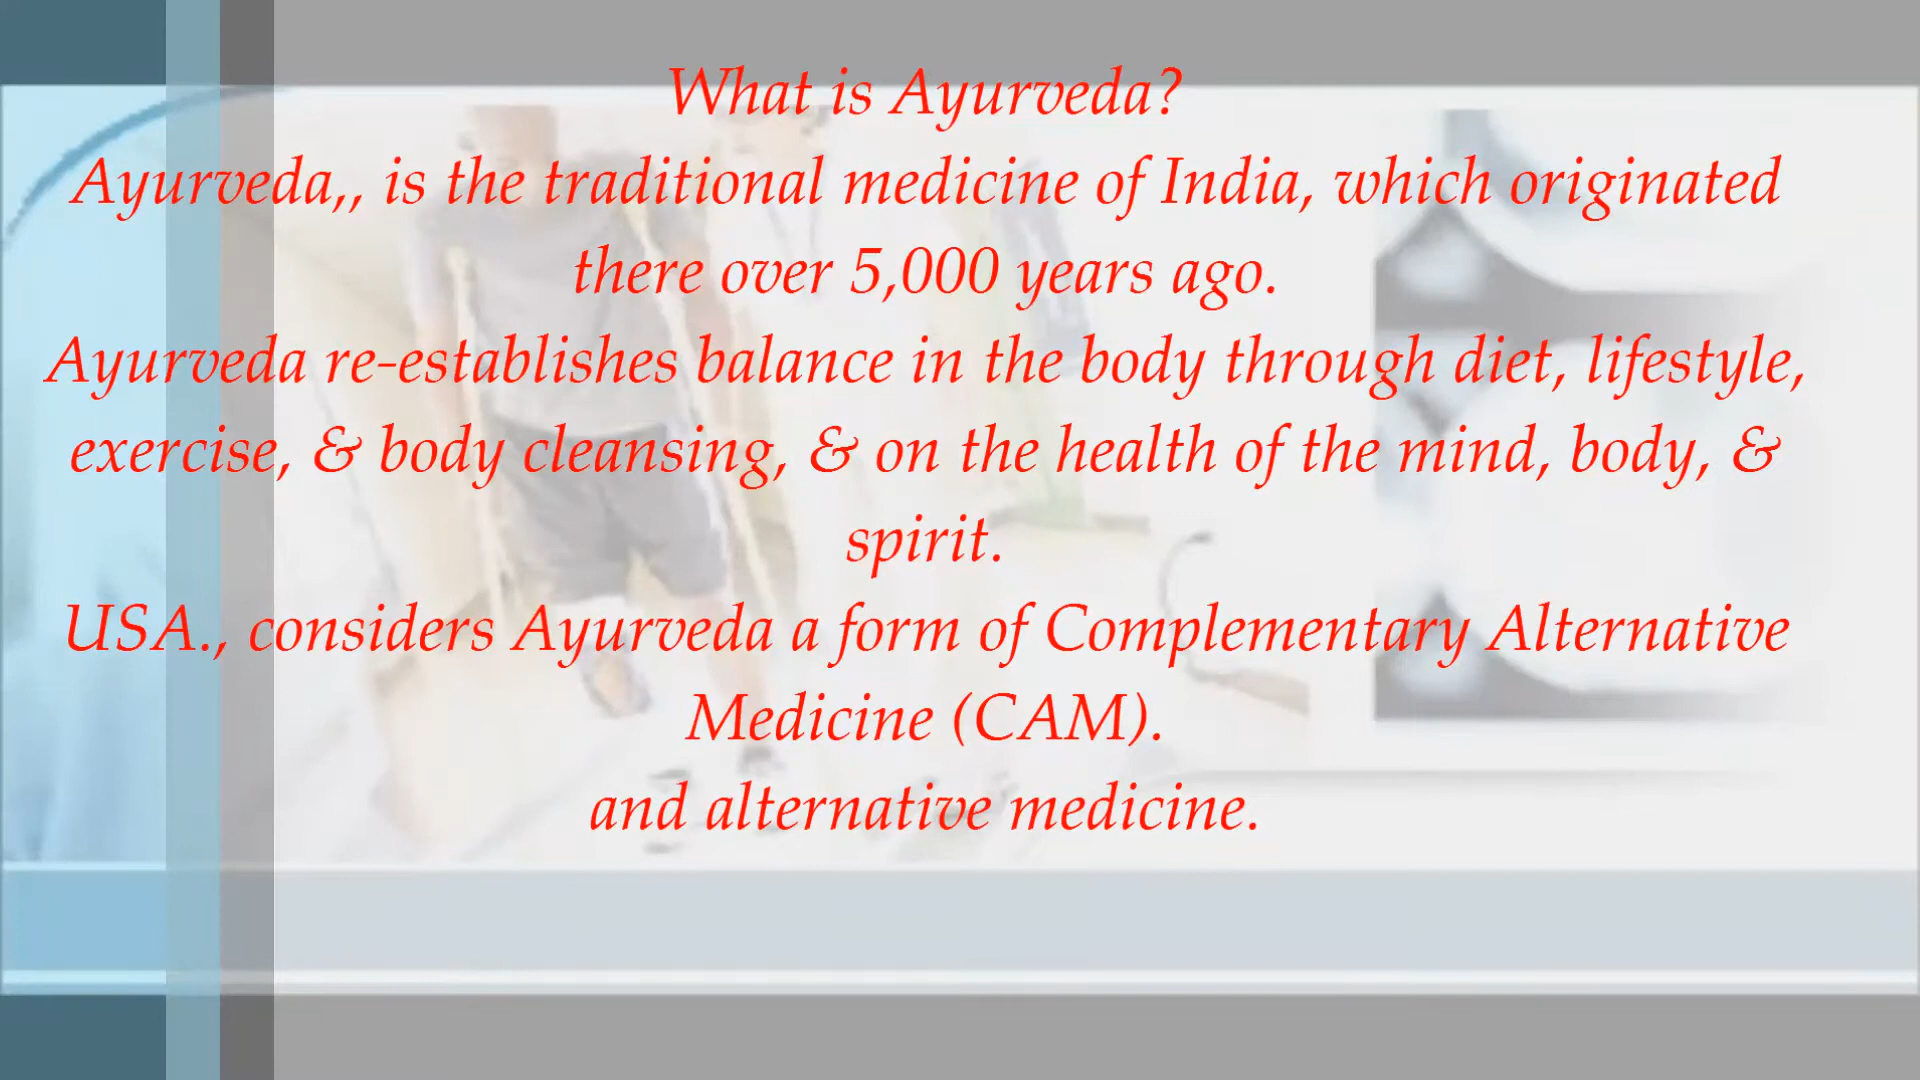 What is Ayurveda?
Ayurveda,, is the traditional medicine of India, which originated
there over 5,000 years ago.
Ayurveda re-establishes balance in the body through diet, lifestyle,
exercise, & body cleansing, & on the health of the mind, body, &
spirit.
USA., considers Ayurveda a form of Complementary Alternative
Medicine (CAM).
and alternative medicine.